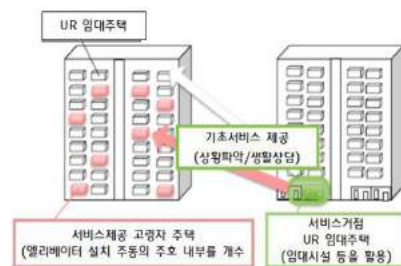 UR 임대주택
기초서비스 제공
(상황파악/생활상담)
서비스제공 고령자 주택
(엘리베이터 설치 주동의 주호 내부를 개수
서비스거점
UR 임대주택
(임대시설 등을 활용)